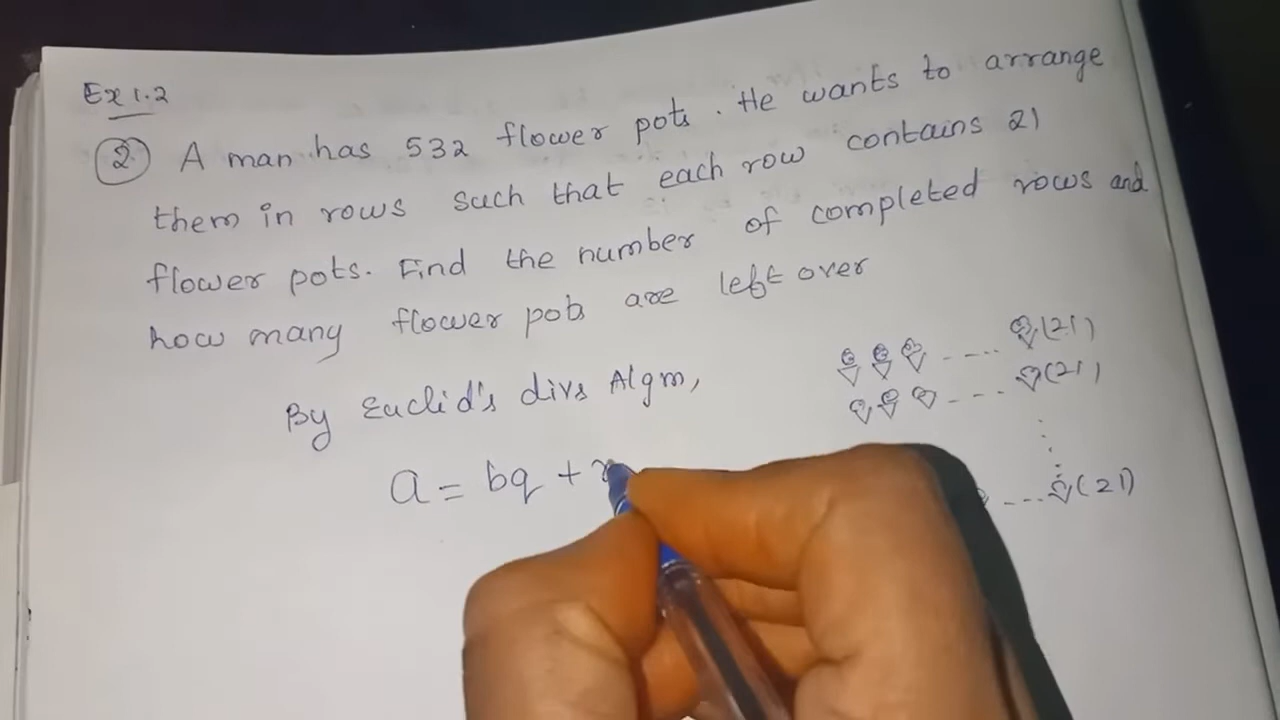 Ex 1.2
② A man has 532 flower pots. He wants to arrange
them in rows such that each row contains 21
flower pots. Find the number of completed rows and
how many flower pots are left over
By Euclid's divs Algm,
a = bq + r
---- (21)
--- (21)
... (21)